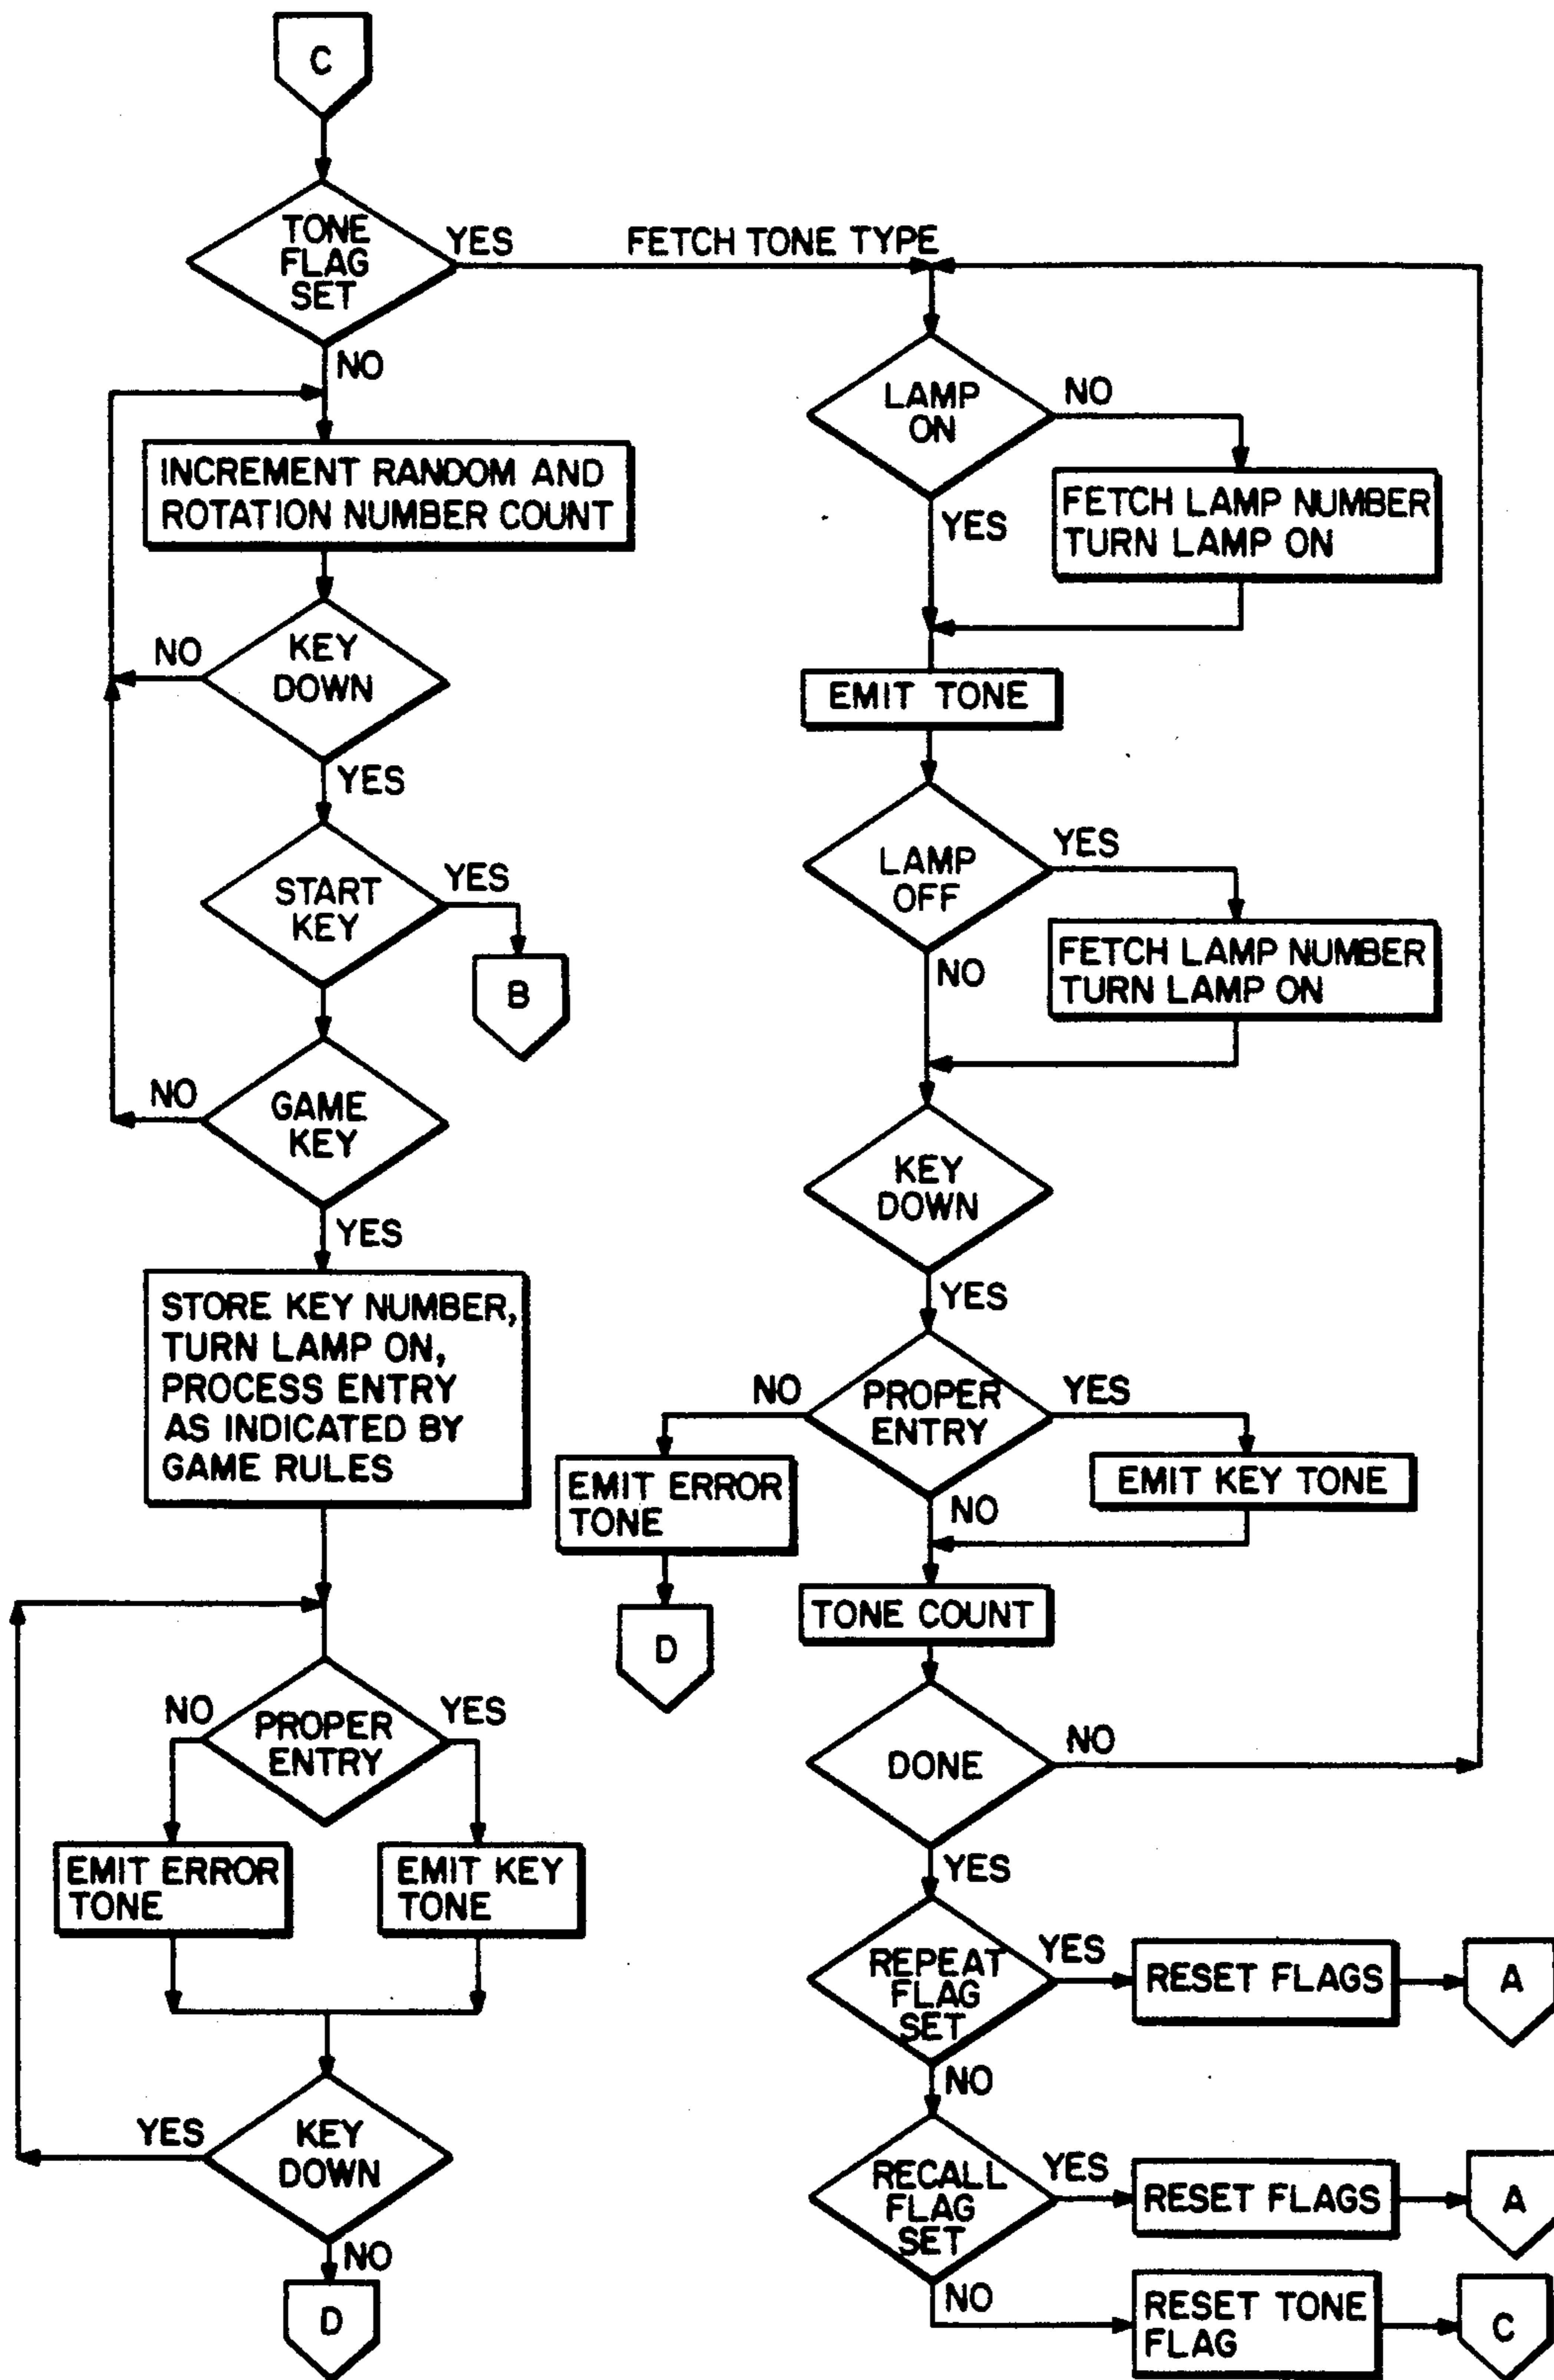 C
TONE
FLAG
SET
YES
FETCH TONE TYPE
NO
INCREMENT RANDOM AND
ROTATION NUMBER COUNT
KEY
DOWN
NO
YES
START
KEY
YES
B
GAME
KEY
NO
YES
STORE KEY NUMBER,
TURN LAMP ON,
PROCESS ENTRY
AS INDICATED BY
GAME RULES
PROPER
ENTRY
NO
YES
EMIT ERROR
TONE
EMIT KEY
TONE
KEY
DOWN
YES
NO
D
LAMP
ON
NO
FETCH LAMP NUMBER
TURN LAMP ON
YES
EMIT TONE
LAMP
OFF
YES
FETCH LAMP NUMBER
TURN LAMP ON
NO
KEY
DOWN
YES
PROPER
ENTRY
NO
YES
EMIT ERROR
TONE
D
EMIT KEY TONE
NO
TONE COUNT
DONE
NO
YES
REPEAT
FLAG
SET
YES
RESET FLAGS
A
NO
RECALL
FLAG
SET
YES
RESET FLAGS
A
NO
RESET TONE
FLAG
C